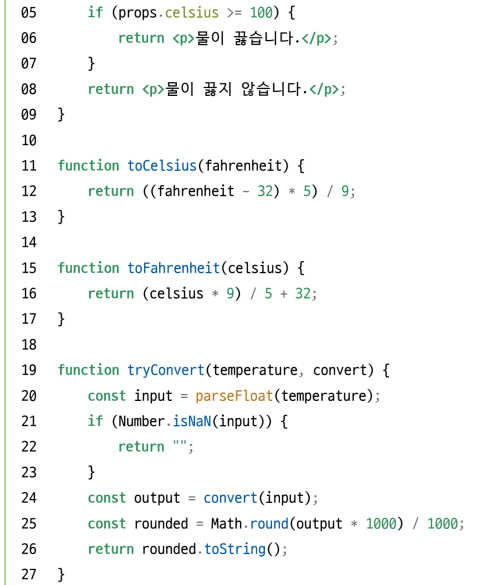 05 if (props.celsius >= 100) {
06 return <p>물이 끓습니다.</p>;
07 }
08 return <p>물이 끓지 않습니다.</p>;
09 }
10
11 function toCelsius(fahrenheit) {
12 return ((fahrenheit - 32) * 5) / 9;
13 }
14
15 function toFahrenheit(celsius) {
16 return (celsius * 9) / 5 + 32;
17 }
18
19 function tryConvert(temperature, convert) {
20 const input = parseFloat(temperature);
21 if (Number.isNaN(input)) {
22 return "";
23 }
24 const output = convert(input);
25 const rounded = Math.round(output * 1000) / 1000;
26 return rounded.toString();
27 }